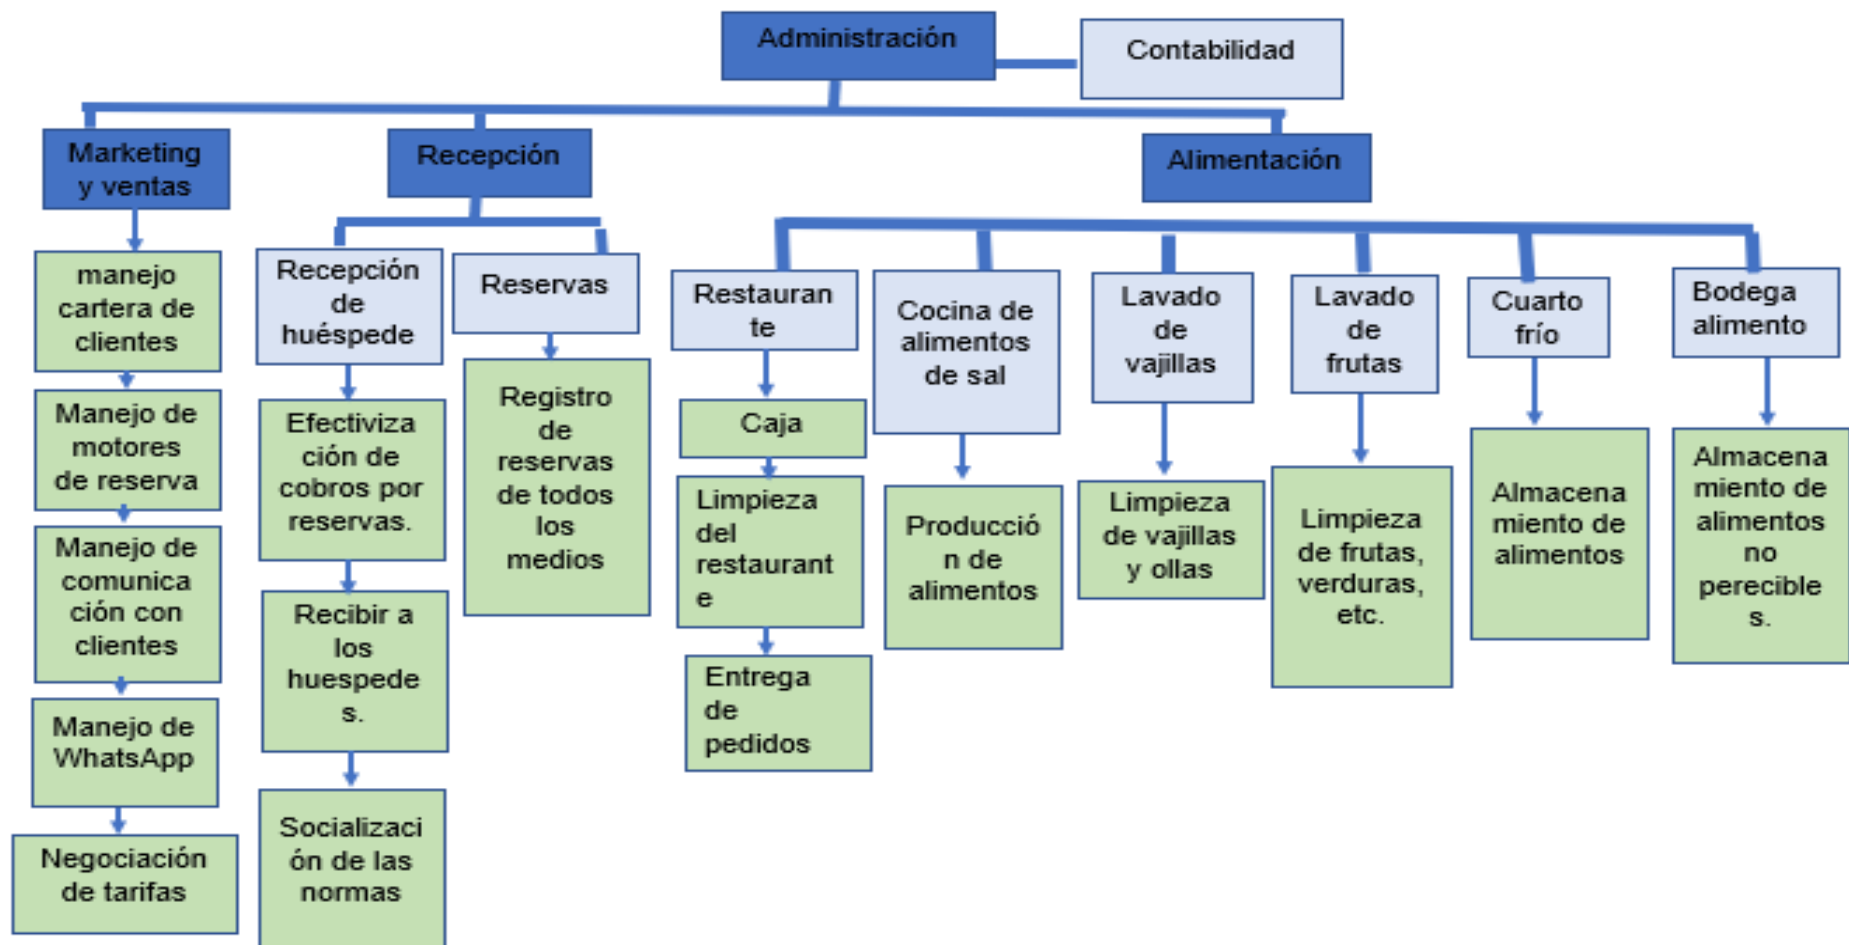 Administración
Contabilidad
Marketing
y ventas
Recepción
Alimentación
manejo
cartera de
clientes
Manejo de
motores
de reserva
Manejo de
comunica
ción con
clientes
Manejo de
WhatsApp
Negociación
de tarifas
Recepción
de
huéspede
Efectiviza
ción de
cobros por
reservas.
Recibir a
los
huespede
s.
Socializaci
ón de las
normas
Reservas
Registro
de
reservas
de todos
los
medios
Restauran
te
Caja
Limpieza
del
restaurant
e
Entrega
de
pedidos
Cocina de
alimentos
de sal
Producció
n de
alimentos
Lavado
de
vajillas
Limpieza
de vajillas
y ollas
Lavado
de
frutas
Limpieza
de frutas,
verduras,
etc.
Cuarto
frío
Almacena
miento de
alimentos
Bodega
alimento
Almacena
miento de
alimentos
no
perecible
s.